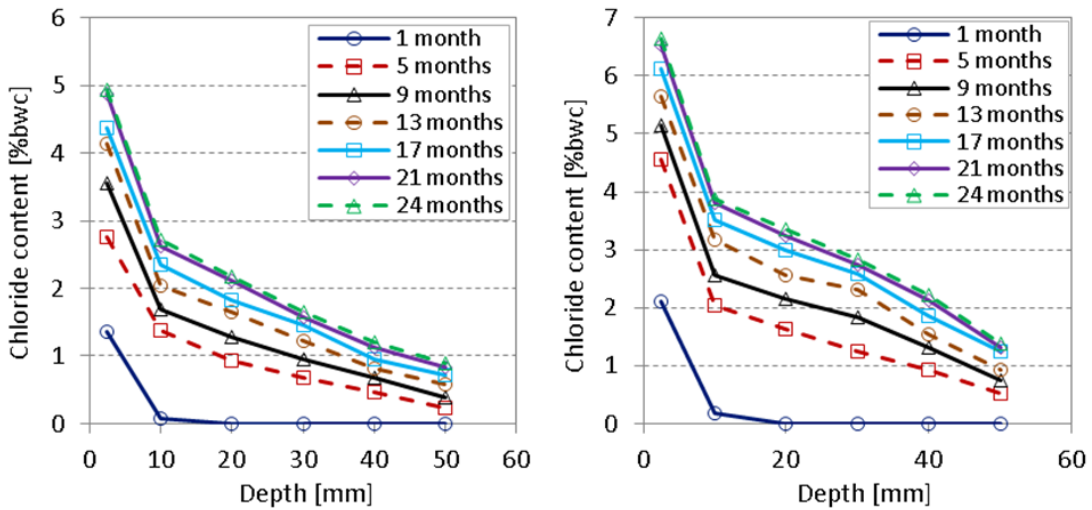 Chloride content [%bwc]
6
5
4
3
2
1
0
1 month
5 months
9 months
13 months
17 months
21 months
24 months
0 10 20 30 40 50 60
Depth [mm]
Chloride content [%bwc]
7
6
5
4
3
2
1
0
1 month
5 months
9 months
13 months
17 months
21 months
24 months
0 20 40 60
Depth [mm]